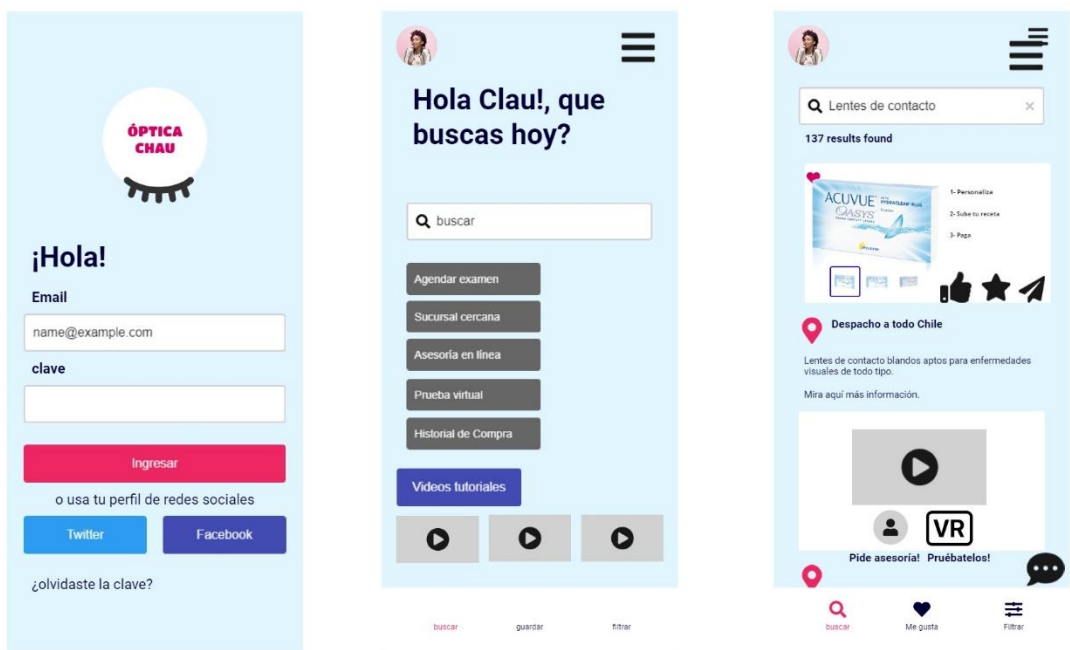 ÓPTICA
CHAU
¡Hola!
Email
name@example.com
clave
Ingresar
o usa tu perfil de redes sociales
Twitter
Facebook
¿olvidaste la clave?
Hola Clau!, que
buscas hoy?
buscar
Agendar examen
Sucursal cercana
Asesoría en línea
Prueba virtual
Historial de Compra
Videos tutoriales
buscar
guardar
filtrar
Lentes de contacto
137 results found
ACUVUE
OASYS
HYDRACLEAR PLUS
1- Personaliza
2- Sube tu receta
3- Paga
Despacho a todo Chile
Lentes de contacto blandos aptos para enfermedades
visuales de todo tipo.
Mira aquí más información.
VR
Pide asesoría!
Pruébatelos!
buscar
Me gusta
Filtrar